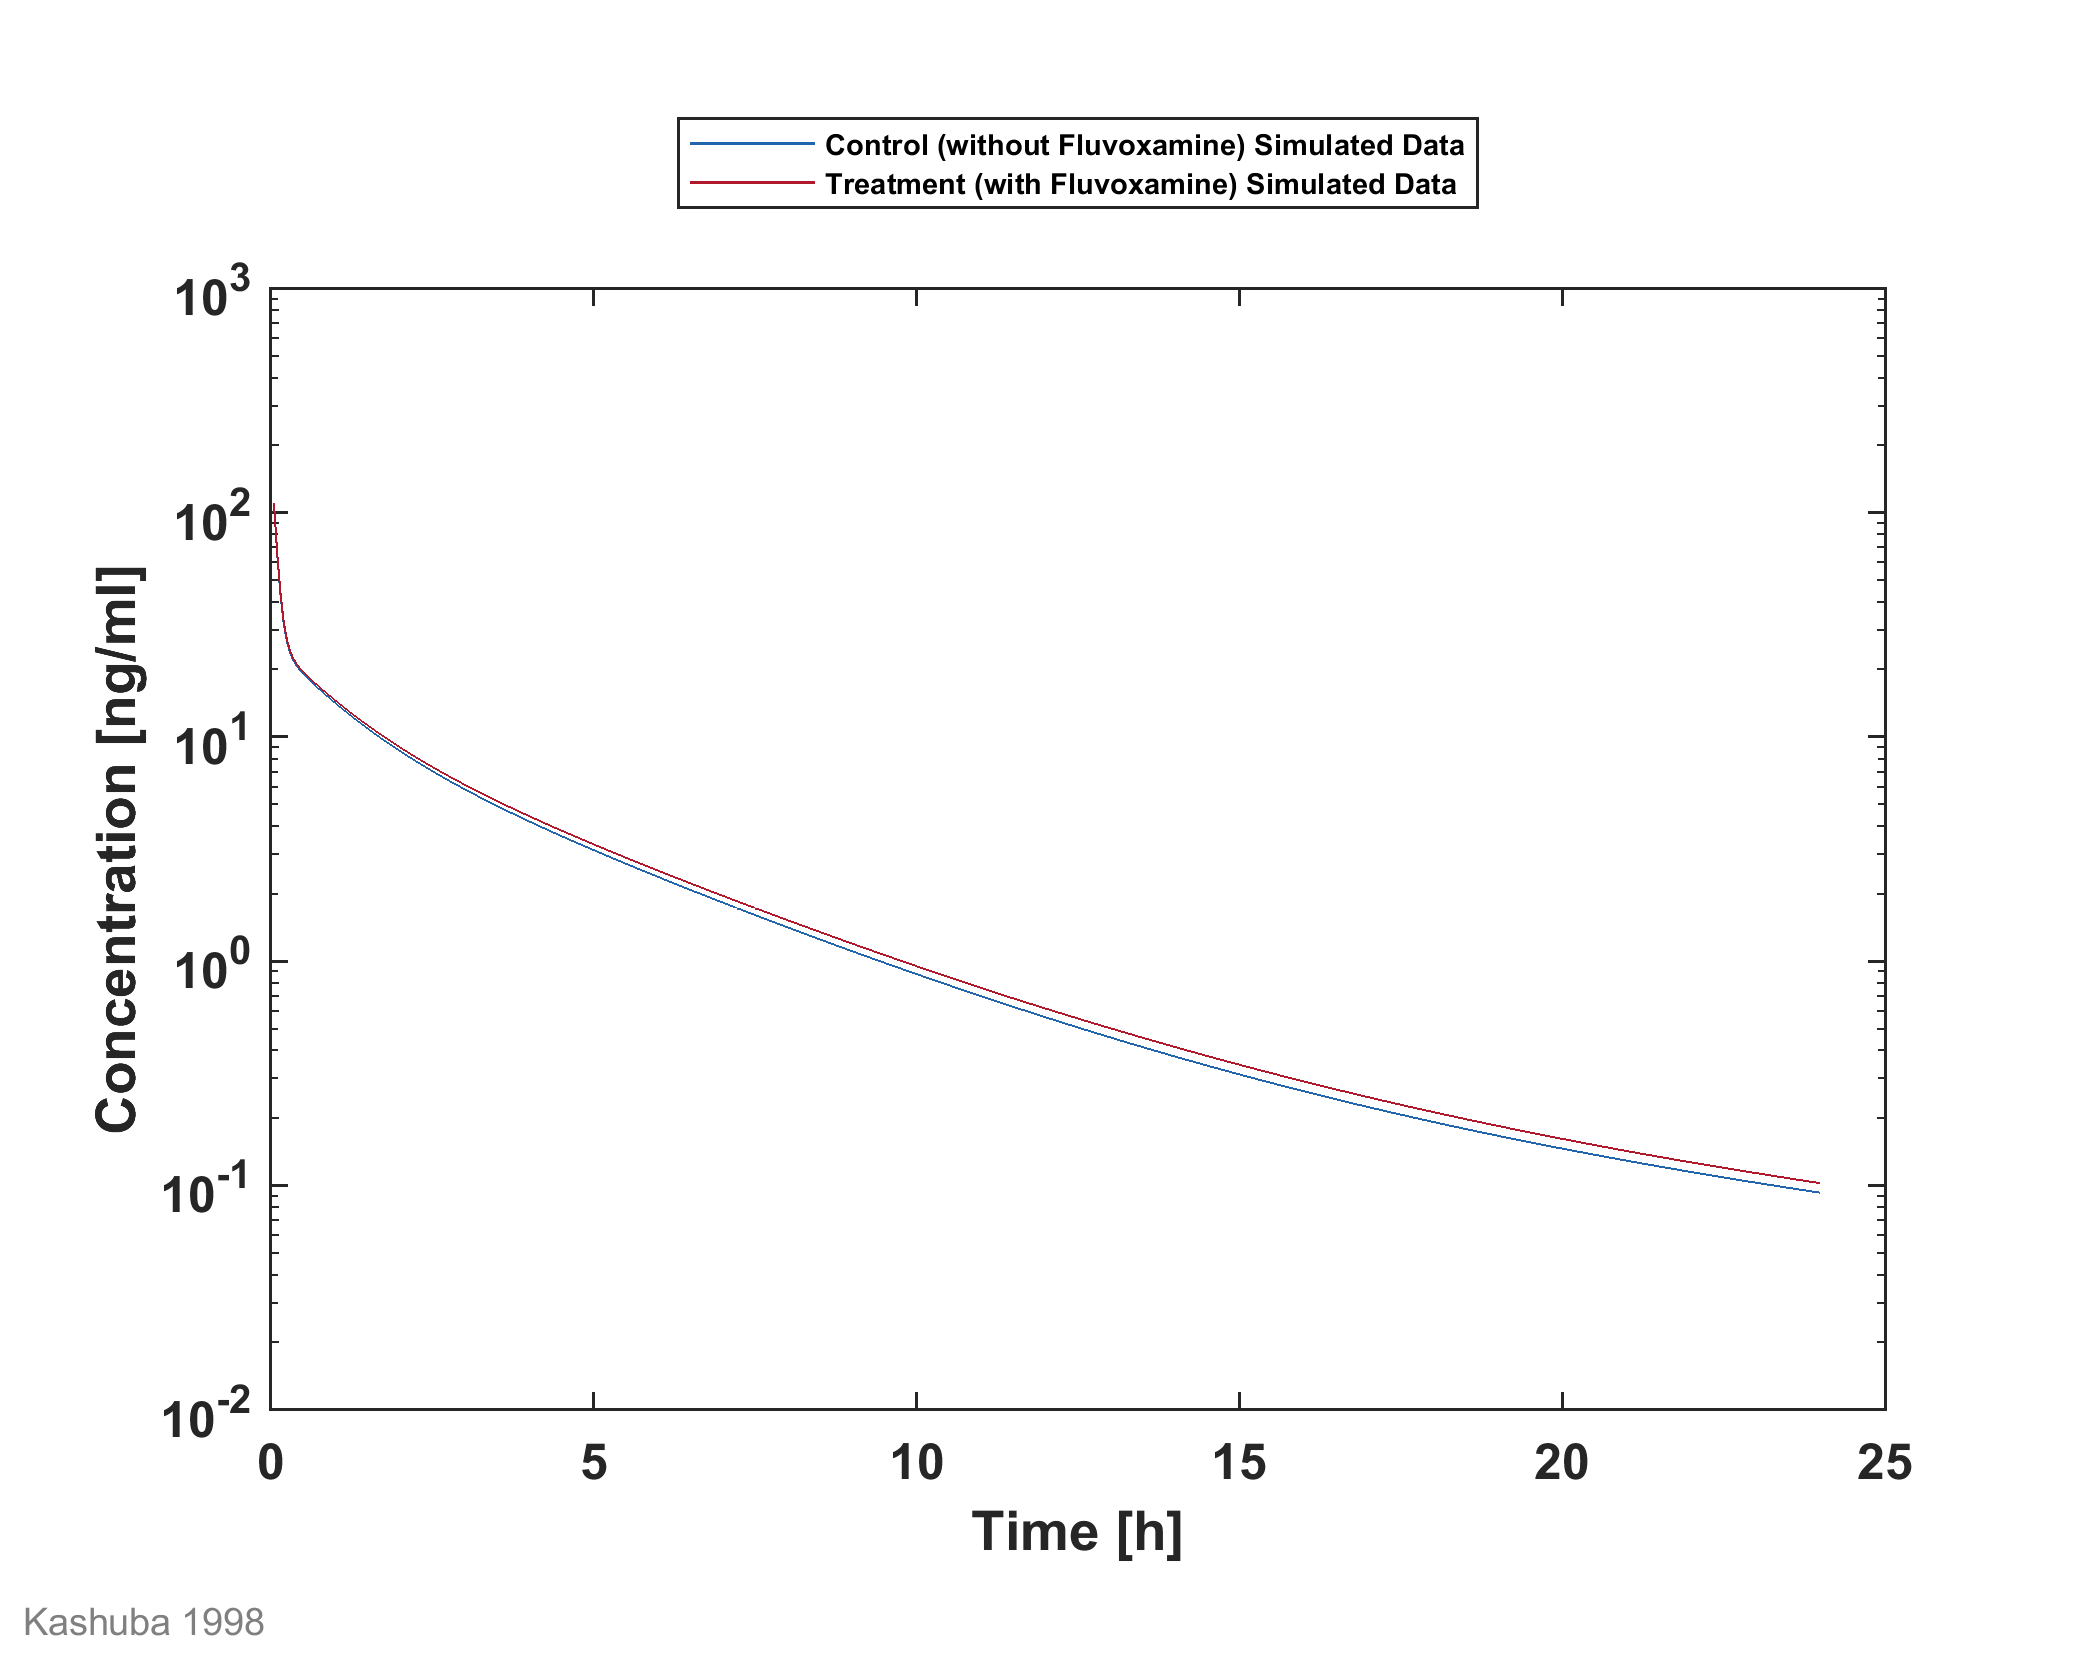 Control (without Fluvoxamine) Simulated Data
Treatment (with Fluvoxamine) Simulated Data
10^3
10^2
10^1
10^0
10^-1
10^-2
Concentration [ng/ml]
0 5 10 15 20 25
Time [h]
Kashuba 1998